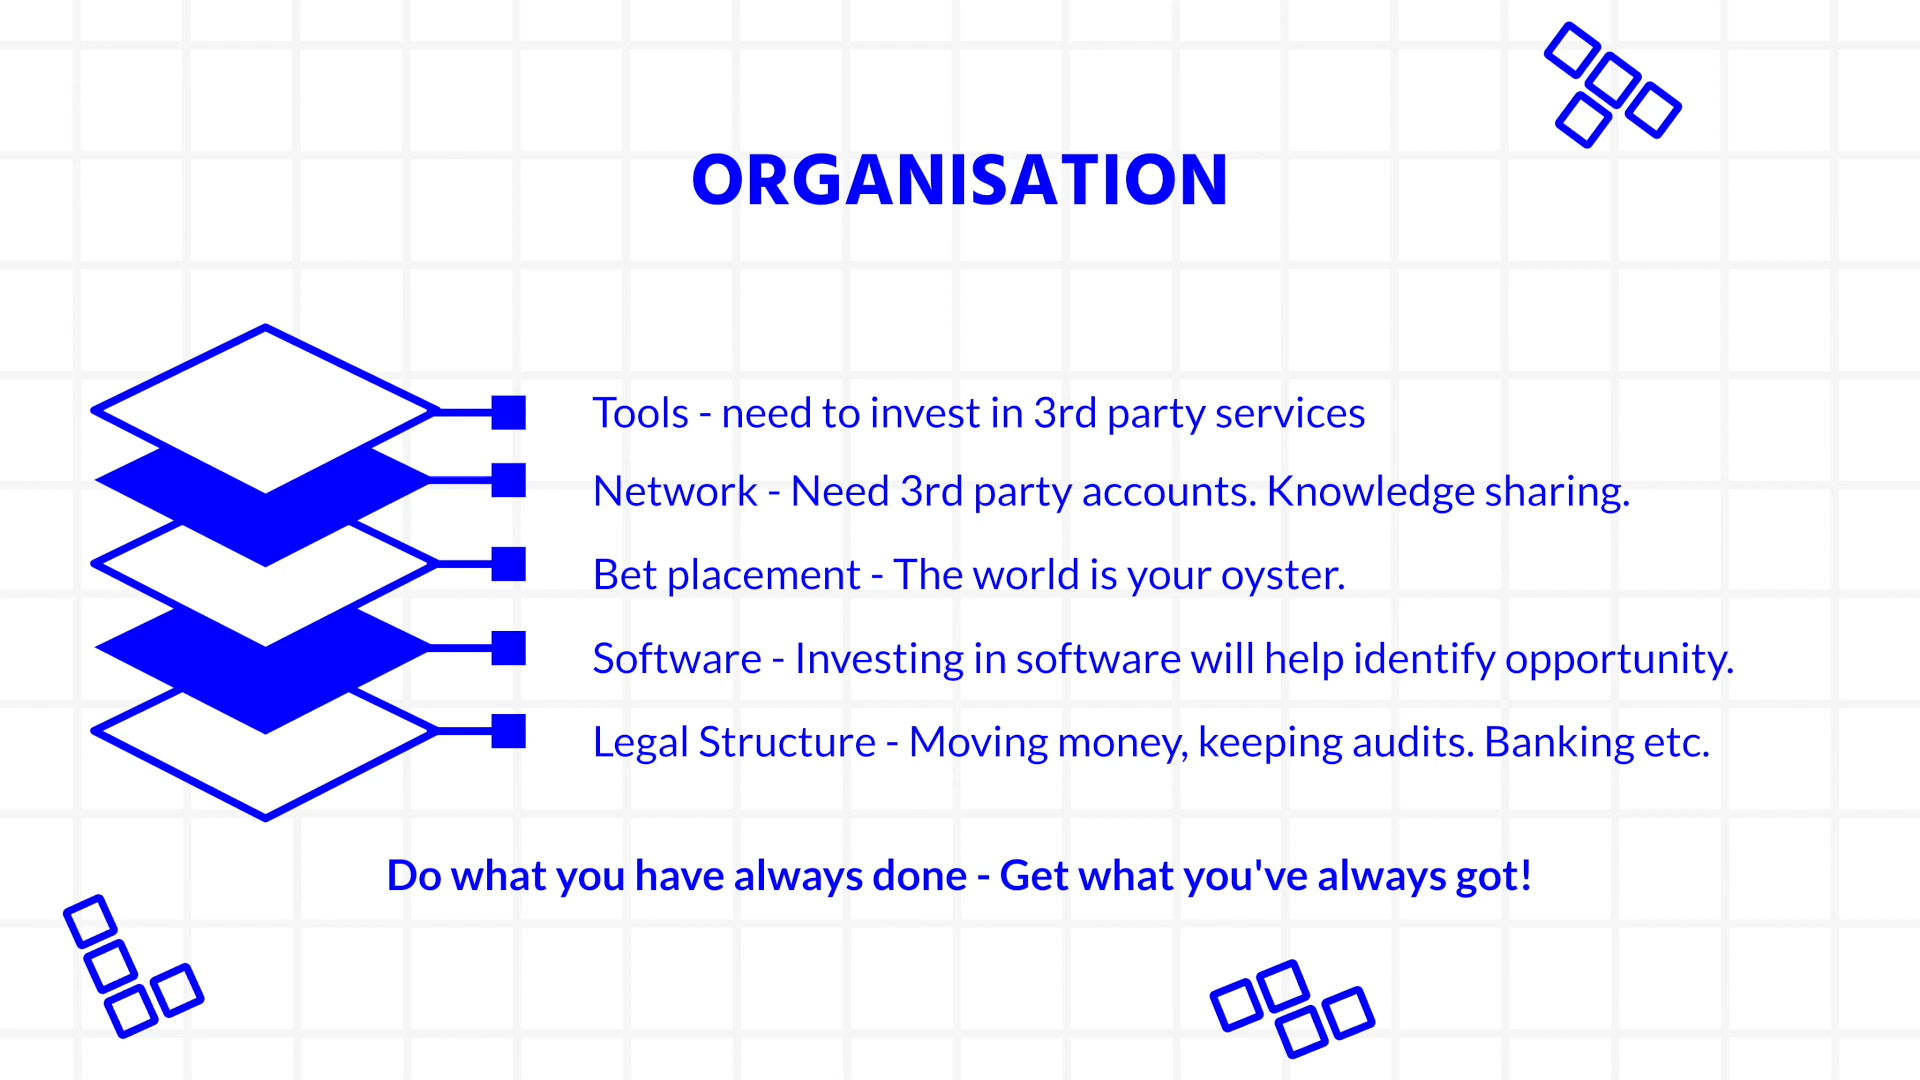 ORGANISATION
Tools - need to invest in 3rd party services
Network - Need 3rd party accounts. Knowledge sharing.
Bet placement - The world is your oyster.
Software - Investing in software will help identify opportunity.
Legal Structure - Moving money, keeping audits. Banking etc.
Do what you have always done - Get what you've always got!